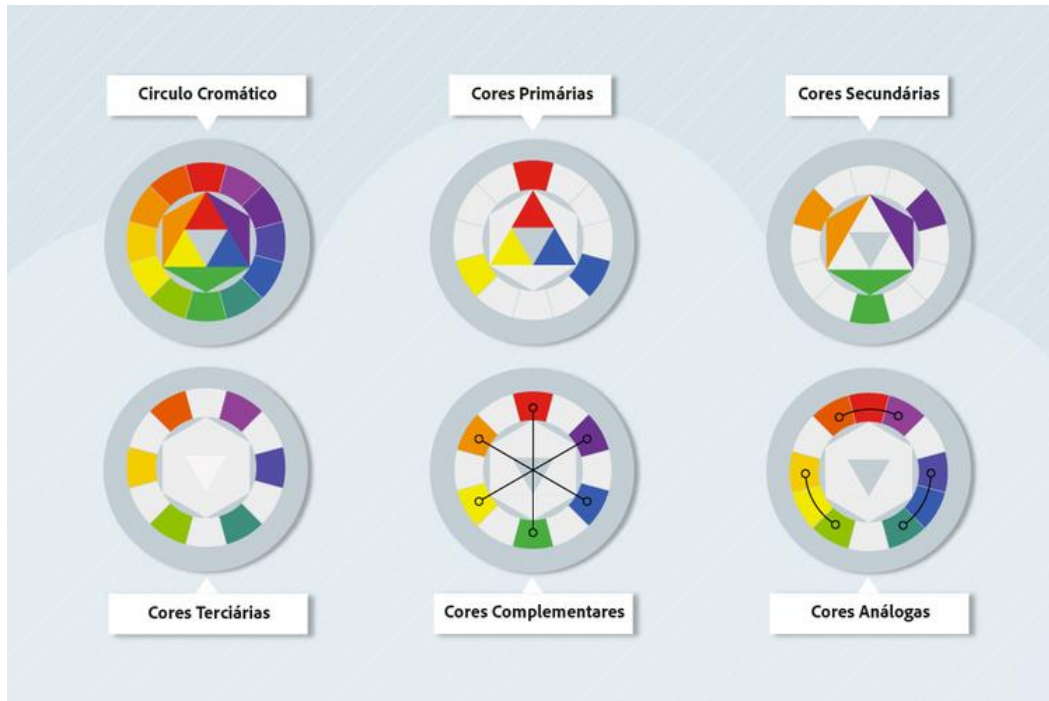 Circulo Cromático
Cores Primárias
Cores Secundárias
Cores Terciárias
Cores Complementares
Cores Análogas